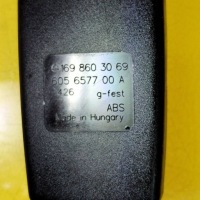 169 860 30 69
605 6577 00 A
426 g-fest
ABS
Made in Hungary